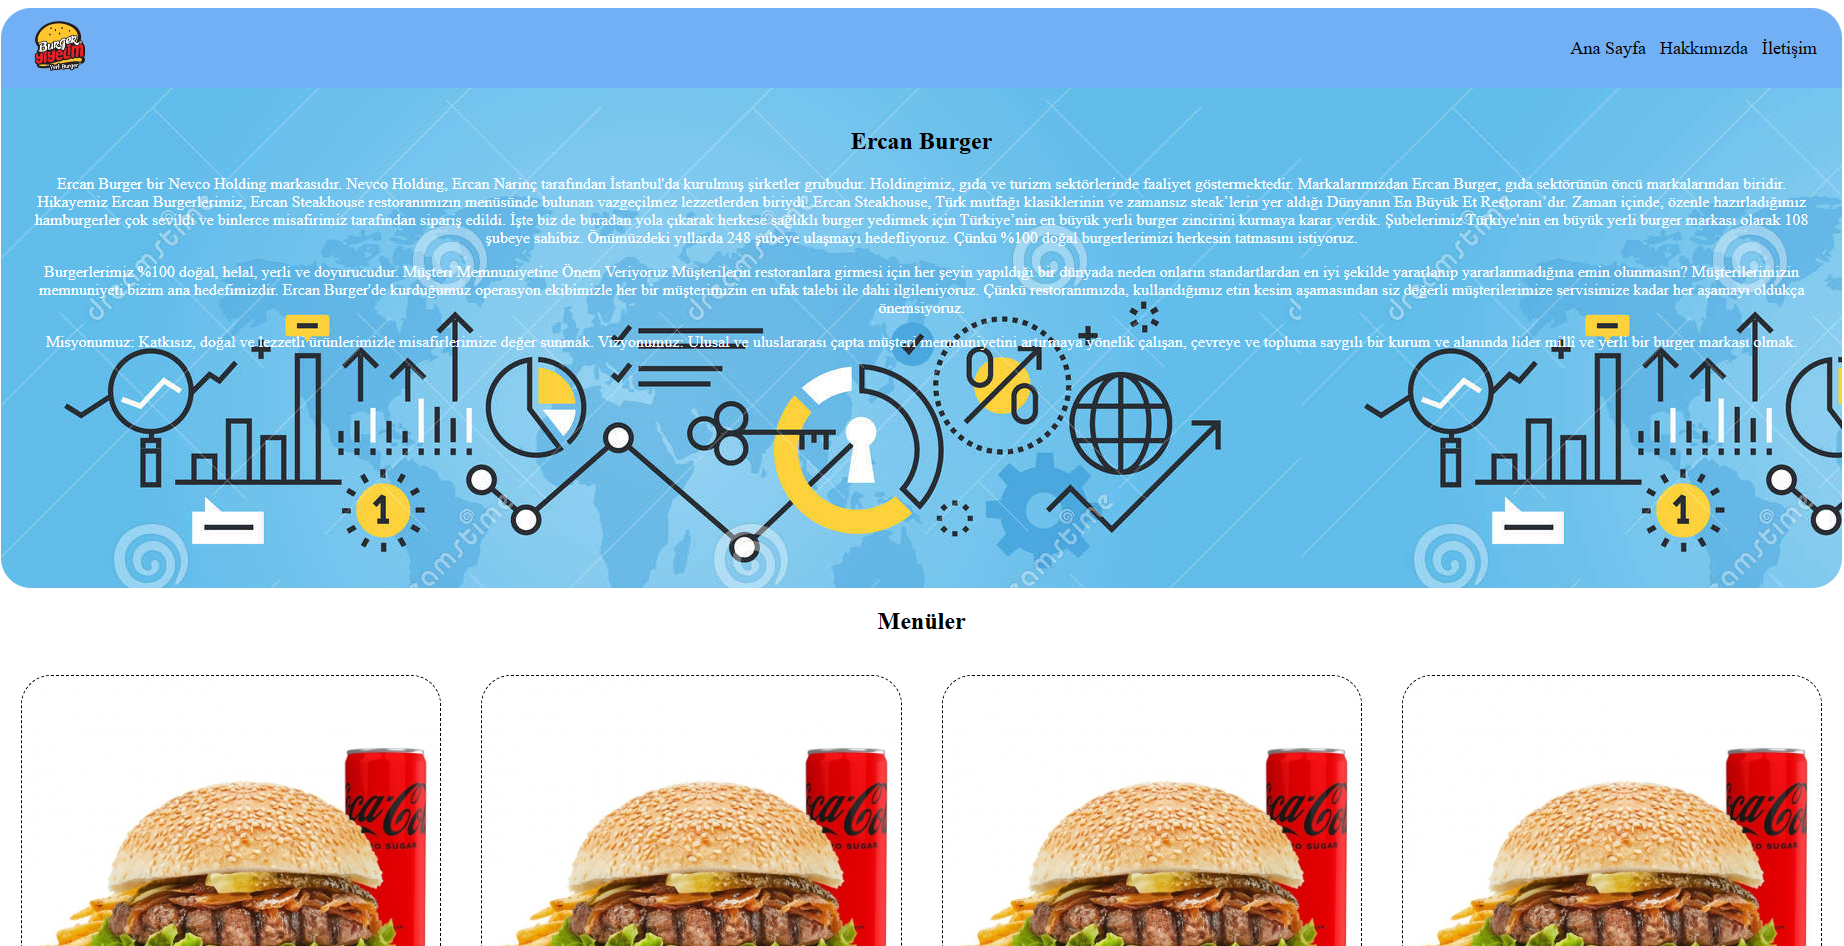 Burger
Yiyelim
Yerli Burger
Ana Sayfa Hakkımızda İletişim
Ercan Burger
Ercan Burger bir Nevco Holding markasıdır. Nevco Holding, Ercan Narinç tarafından İstanbul'da kurulmuş şirketler grubudur. Holdingimiz, gıda ve turizm sektörlerinde faaliyet göstermektedir. Markalarımızdan Ercan Burger, gıda sektörünün öncü markalarından biridir.
Hikayemiz Ercan Burgerlerimiz, Ercan Steakhouse restoranımızın menüsünde bulunan vazgeçilmez lezzetlerden biriydi. Ercan Steakhouse, Türk mutfağı klasiklerinin ve zamansız steak’lerin yer aldığı Dünyanın En Büyük Et Restoranı’dır. Zaman içinde, özenle hazırladığımız
hamburgerler çok sevildi ve binlerce misafirimiz tarafından sipariş edildi. İşte biz de buradan yola çıkarak herkese sağlıklı burger yedirmek için Türkiye’nin en büyük yerli burger zincirini kurmaya karar verdik. Şubelerimiz Türkiye'nin en büyük yerli burger markası olarak 108
şubeye sahibiz. Önümüzdeki yıllarda 248 şubeye ulaşmayı hedefliyoruz. Çünkü %100 doğal burgerlerimizi herkesin tatmasını istiyoruz.
Burgerlerimiz %100 doğal, helal, yerli ve doyurucudur. Müşteri Memnuniyetine Önem Veriyoruz Müşterilerin restoranlara girmesi için her şeyin yapıldığı bir dünyada neden onların standartlardan en iyi şekilde yararlanıp yararlanmadığına emin olunmasın? Müşterilerimizin
memnuniyeti bizim ana hedefimizdir. Ercan Burger'de kurduğumuz operasyon ekibimizle her bir müşterimizin en ufak talebi ile dahi ilgileniyoruz. Çünkü restoranımızda, kullandığımız etin kesim aşamasından siz değerli müşterilerimize servisimize kadar her aşamayı oldukça
önemsiyoruz.
Misyonumuz: Katkısız, doğal ve lezzetli ürünlerimizle misafirlerimize değer sunmak. Vizyonumuz: Ulusal ve uluslararası çapta müşteri memnuniyetini artırmaya yönelik çalışan, çevreye ve topluma saygılı bir kurum ve alanında lider millî ve yerli bir burger markası olmak.
1
1
Menüler